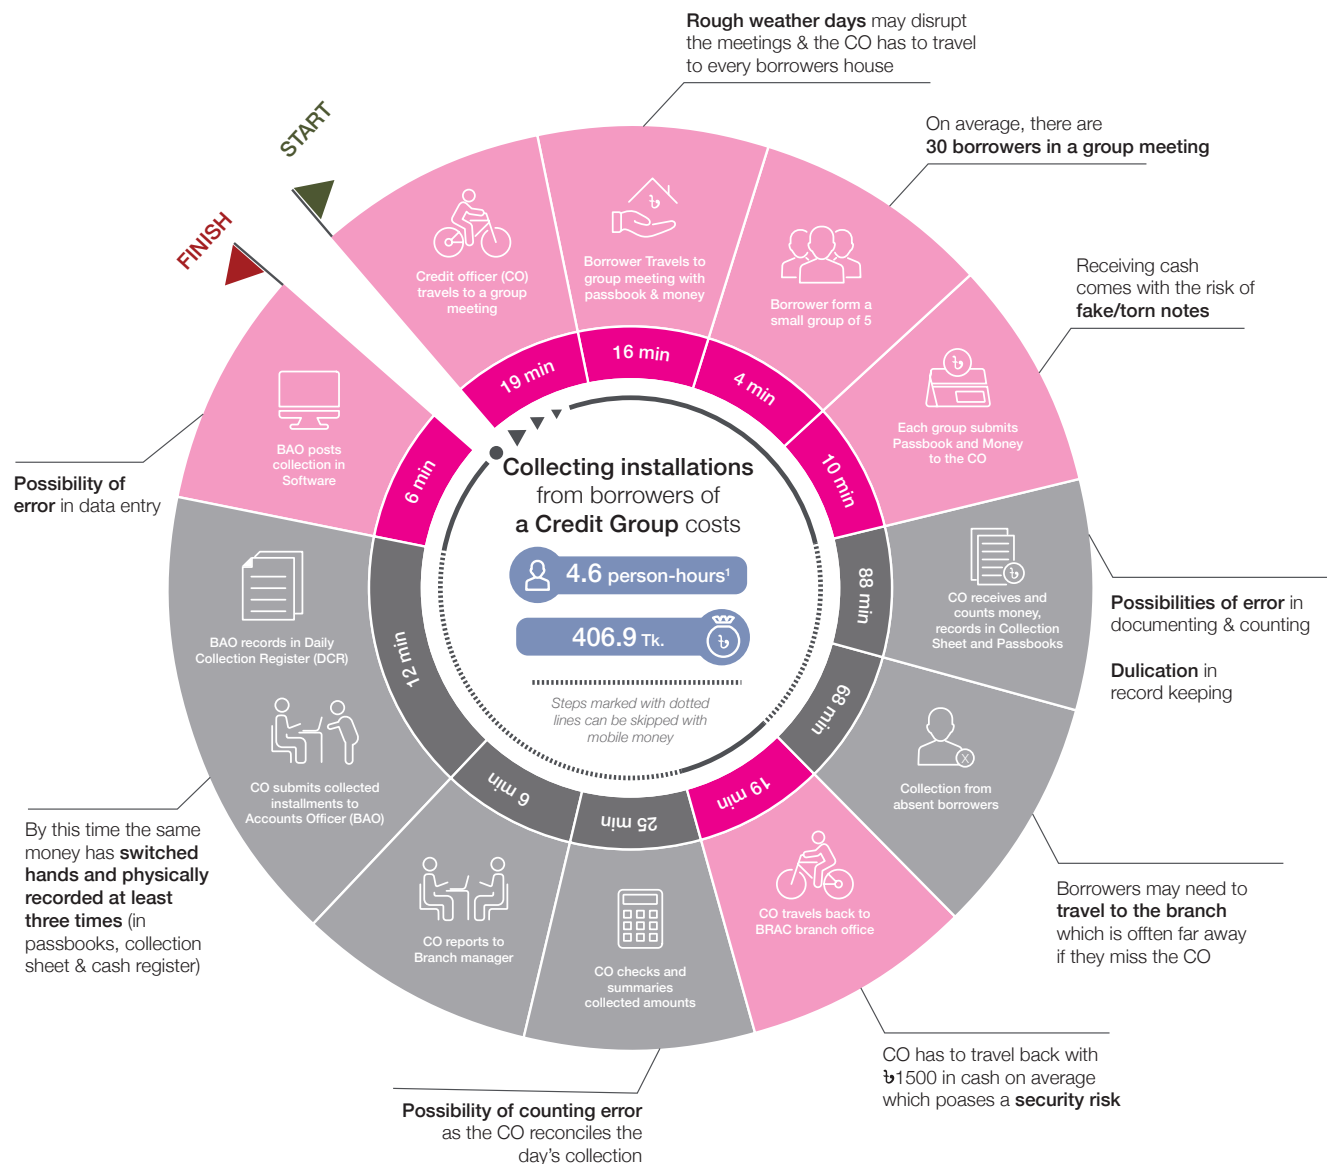 Rough weather days may disrupt
the meetings & the CO has to travel
to every borrowers house
On average, there are
30 borrowers in a group meeting
START
FINISH
Receiving cash
comes with the risk of
fake/torn notes
Credit officer (CO)
travels to a group
meeting
19 min
Borrower Travels to
group meeting with
passbook & money
16 min
Borrower form a
small group of 5
4 min
Each group submits
Passbook and Money
to the CO
10 min
CO receives and
counts money,
records in Collection
Sheet and Passbooks
88 min
Possibilities of error in
documenting & counting
Dulication in
record keeping
Collection from
absent borrowers
68 min
Borrowers may need to
travel to the branch
which is offten far away
if they miss the CO
CO travels back to
BRAC branch office
19 min
CO has to travel back with
৳1500 in cash on average
which poases a security risk
CO checks and
summaries
collected amounts
25 min
Possibility of counting error
as the CO reconciles the
day's collection
CO reports to
Branch manager
6 min
BAO records in Daily
Collection Register (DCR)
CO submits collected
installments to
Accounts Officer (BAO)
12 min
By this time the same
money has switched
hands and physically
recorded at least
three times (in
passbooks, collection
sheet & cash register)
BAO posts
collection in
Software
6 min
Possibility of
error in data entry
Collecting installations
from borrowers of
a Credit Group costs
4.6 person-hours¹
406.9 Tk.
৳
Steps marked with dotted
lines can be skipped with
mobile money